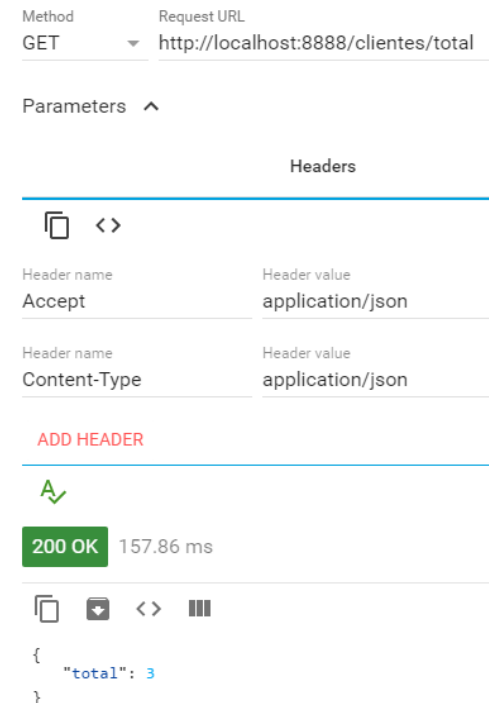 Method Request URL
GET http://localhost:8888/clientes/total
Parameters
Headers
Header name Header value
Accept application/json
Header name Header value
Content-Type application/json
ADD HEADER
200 OK 157.86 ms
{
"total": 3
}